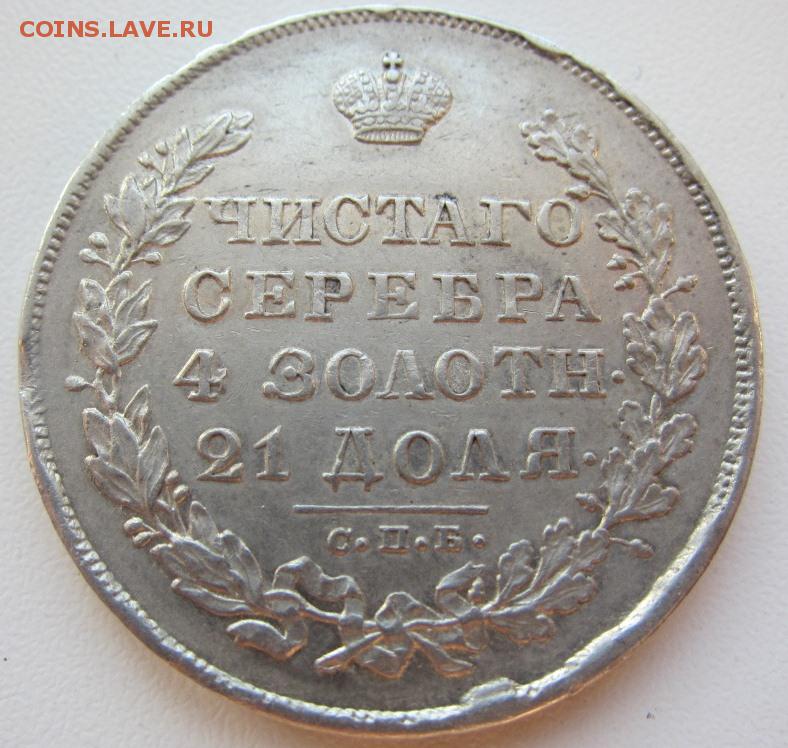 COINS.LAVE.RU
ЧИСТАГО
СЕРЕБРА
4 ЗОЛОТН.
21 ДОЛЯ.
С.П.Б.